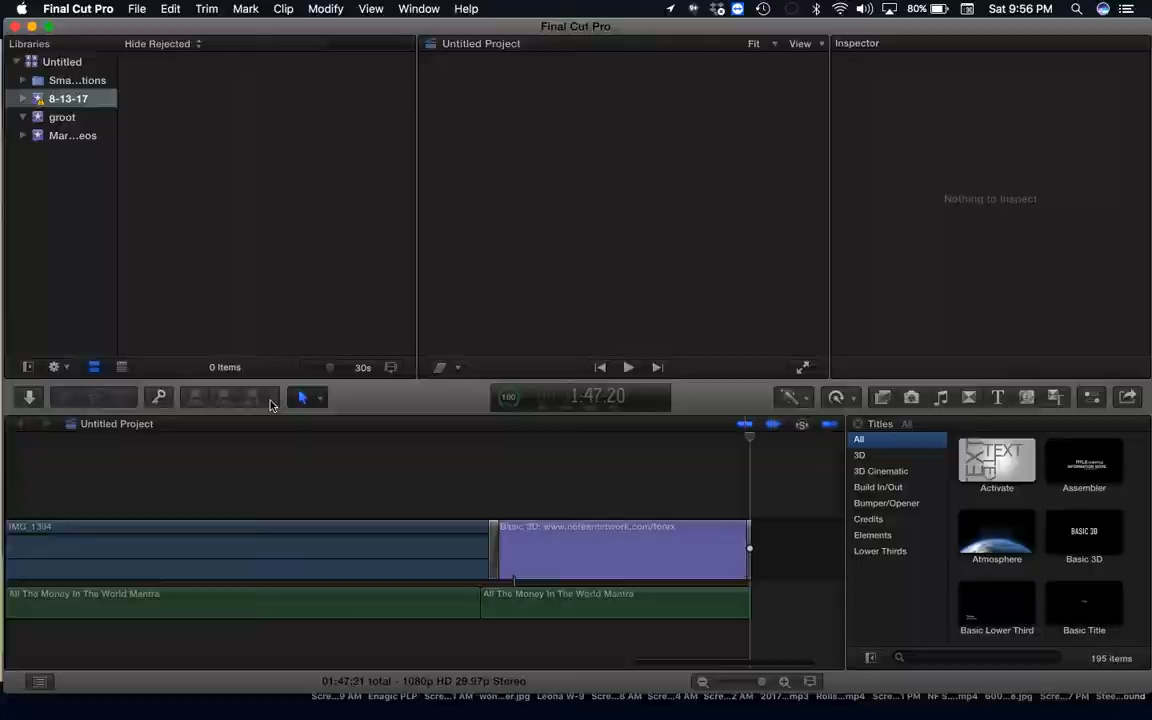 Final Cut Pro File Edit Trim Mark Clip Modify View Window Help 80% Sat 9:56 PM
Final Cut Pro
Libraries Hide Rejected Untitled Project Fit View Inspector
Untitled
Sma...tions
8-13-17
groot
Mar...eos
Nothing to Inspect
0 Items 30s
100 1:47.20
Untitled Project Titles All
All
3D
3D Cinematic
Build In/Out
Bumper/Opener
Credits
Elements
Lower Thirds
TEXT TEXT
Activate
Assembler
Atmosphere
BASIC 3D
Basic 3D
Basic Lower Third
Basic Title
IMG_1394 Basic 3D:
All The Money In The World Mantra All The Money In The World Mantra
195 items
01:47:21 total - 1080p HD 29.97p Stereo
Scre...9 AM Enagic PLP Scre...1 AM won...er.jpg Leona W-9 Scre...8 AM Scre...4 AM Scre...2 AM 2017...mp3 Rolls...mp4 Scre...1 PM NF S...mp4 600...e.jpg Scre...7 PM Stee...ound